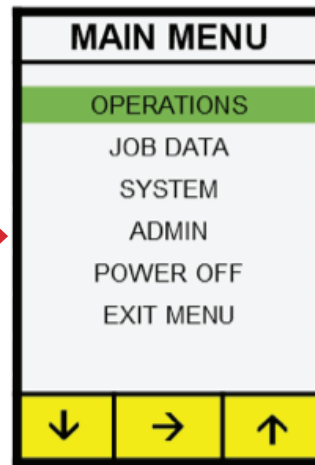 MAIN MENU
OPERATIONS
JOB DATA
SYSTEM
ADMIN
POWER OFF
EXIT MENU
↓ → ↑